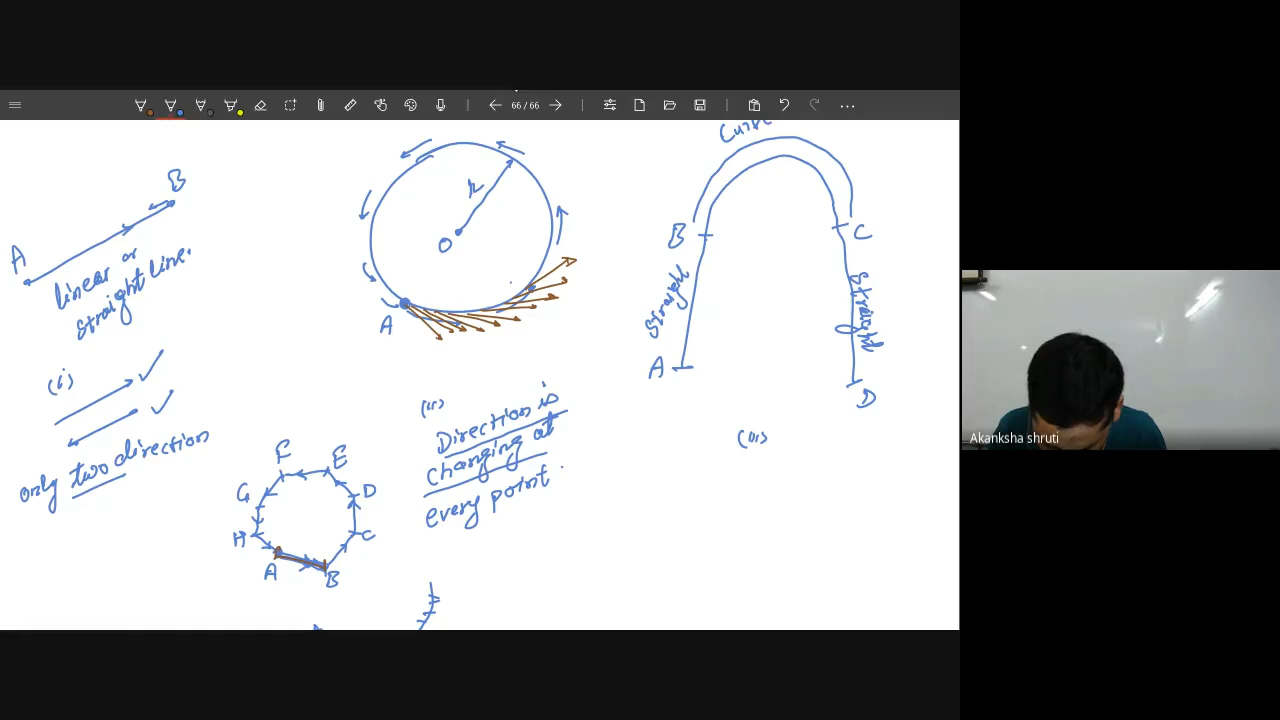 66/66
A
B
linear or
straight line.
(i)
only two direction
O
r
A
(ii)
Direction is
changing at
every point
F
E
G
D
H
C
A
B
B
C
Straight
Straight
A
D
(iii)
Akanksha shruti